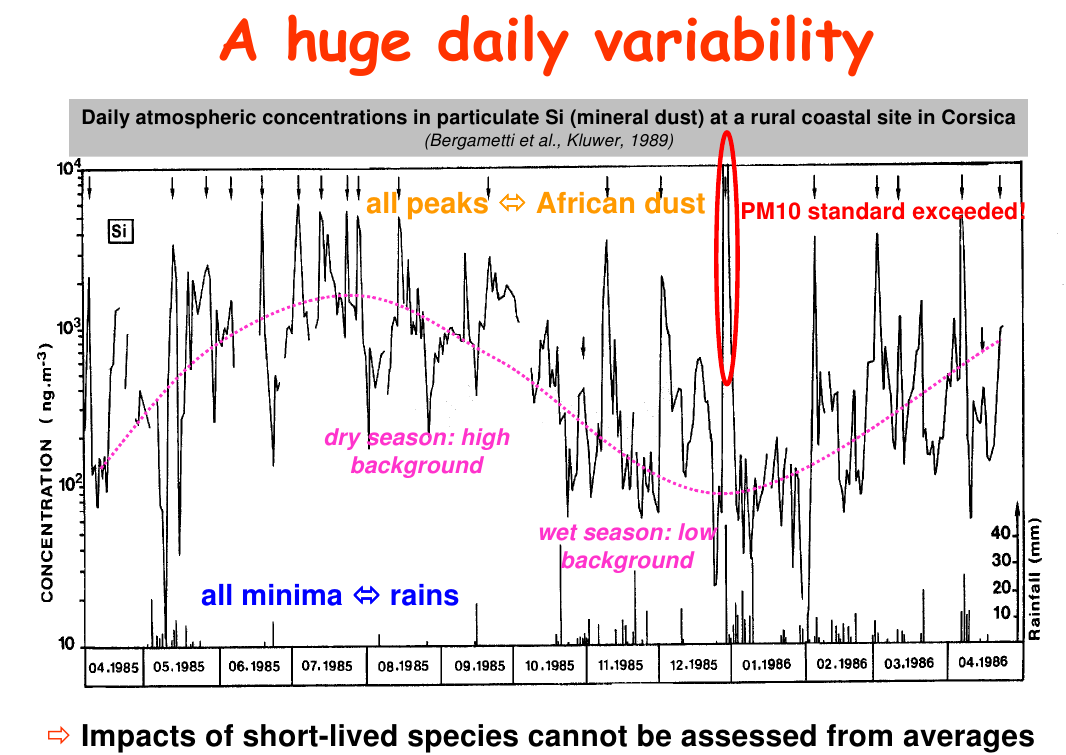 A huge daily variability
Daily atmospheric concentrations in particulate Si (mineral dust) at a rural coastal site in Corsica
(Bergametti et al., Kluwer, 1989)
10⁴
all peaks ⇔ African dust
PM10 standard exceeded!
Si
10³
CONCENTRATION ( ng.m⁻³)
dry season: high
background
10²
wet season: low
background
40
30
20
10
Rainfall (mm)
all minima ⇔ rains
10
04.1985 05.1985 06.1985 07.1985 08.1985 09.1985 10.1985 11.1985 12.1985 01.1986 02.1986 03.1986 04.1986
⇨ Impacts of short-lived species cannot be assessed from averages